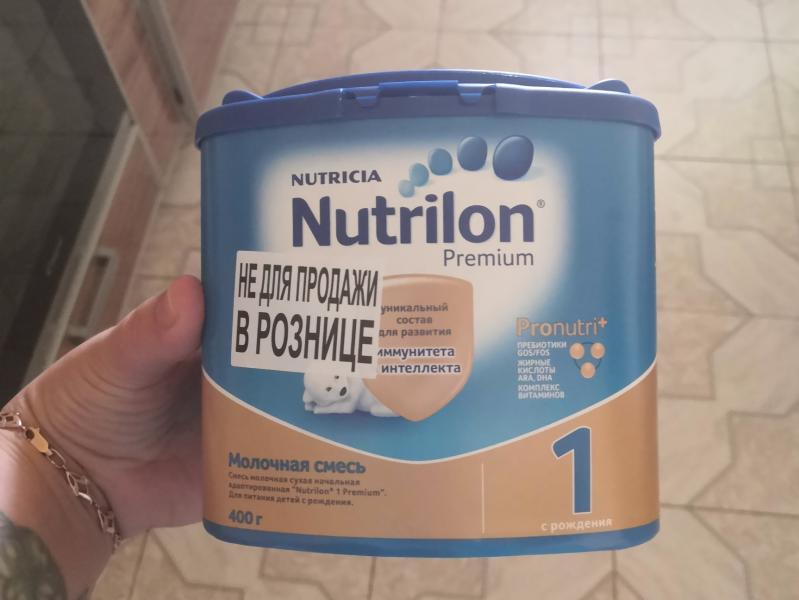 NUTRICIA
Nutrilon®
Premium
НЕ ДЛЯ ПРОДАЖИ
В РОЗНИЦЕ
уникальный
состав
для развития
иммунитета
интеллекта
Pronutri+
ПРЕБИОТИКИ
GOS/FOS
ЖИРНЫЕ
КИСЛОТЫ
ARA, DHA
КОМПЛЕКС
ВИТАМИНОВ
Молочная смесь
Смесь молочная сухая начальная
адаптированная "Nutrilon® 1 Premium".
Для питания детей с рождения.
400 г
1
с рождения